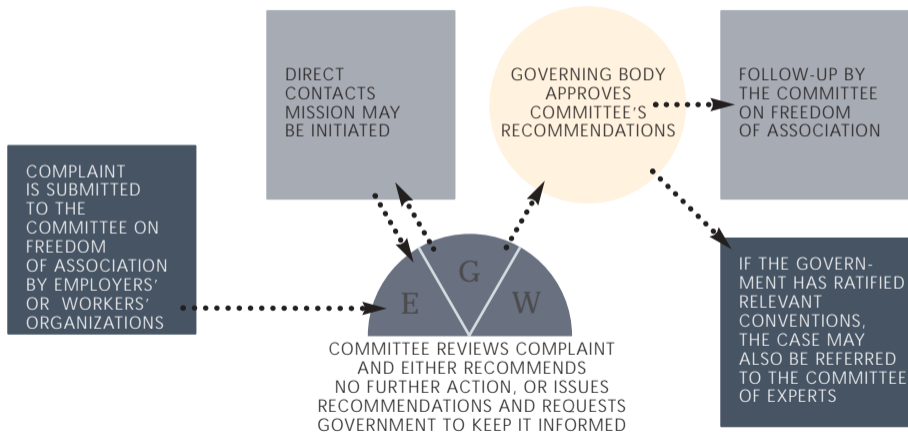 COMPLAINT
IS SUBMITTED
TO THE
COMMITTEE ON
FREEDOM
OF ASSOCIATION
BY EMPLOYERS'
OR WORKERS'
ORGANIZATIONS
DIRECT
CONTACTS
MISSION MAY
BE INITIATED
E
G
W
COMMITTEE REVIEWS COMPLAINT
AND EITHER RECOMMENDS
NO FURTHER ACTION, OR ISSUES
RECOMMENDATIONS AND REQUESTS
GOVERNMENT TO KEEP IT INFORMED
GOVERNING BODY
APPROVES
COMMITTEE'S
RECOMMENDATIONS
FOLLOW-UP BY
THE COMMITTEE
ON FREEDOM
OF ASSOCIATION
IF THE GOVERN-
MENT HAS RATIFIED
RELEVANT
CONVENTIONS,
THE CASE MAY
ALSO BE REFERRED
TO THE COMMITTEE
OF EXPERTS